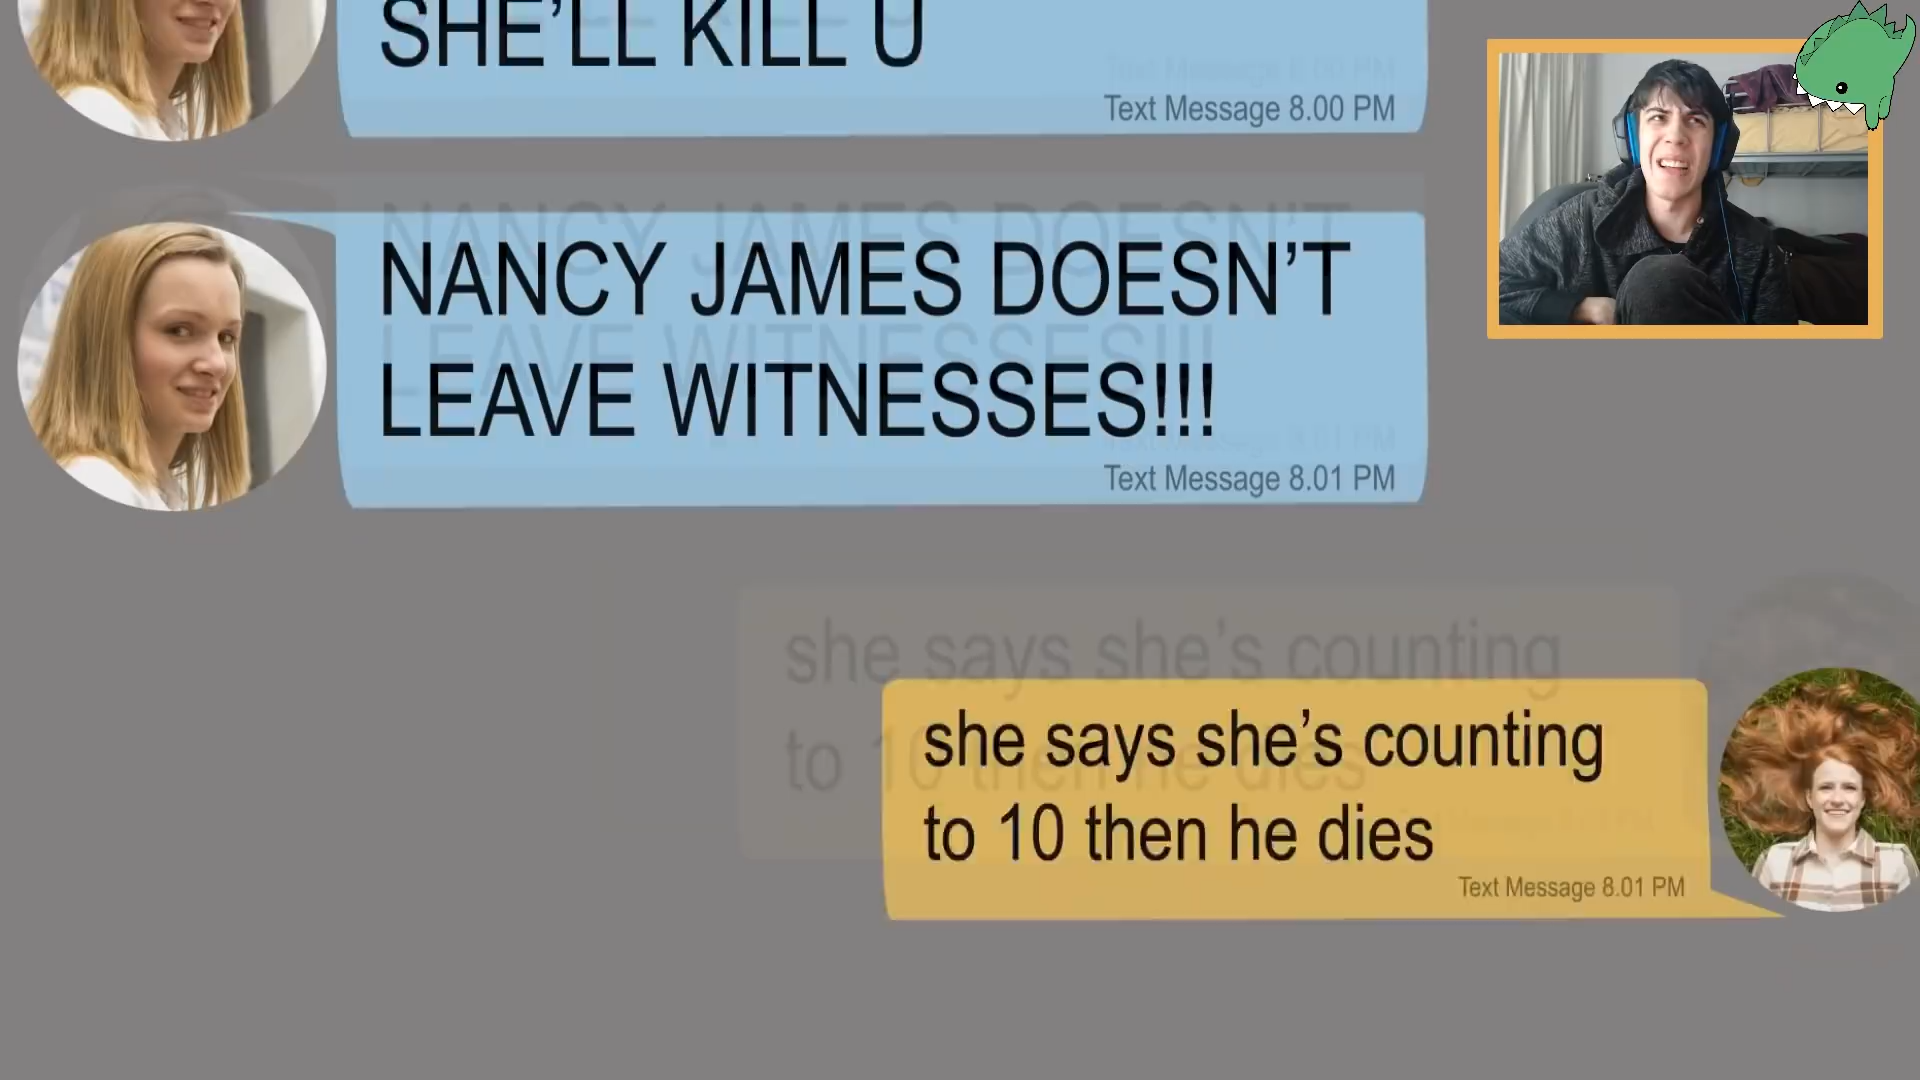 SHE’LL KILL U
Text Message 8.00 PM
NANCY JAMES DOESN’T
LEAVE WITNESSES!!!
Text Message 8.01 PM
she says she’s counting
to 10 then he dies
Text Message 8.01 PM